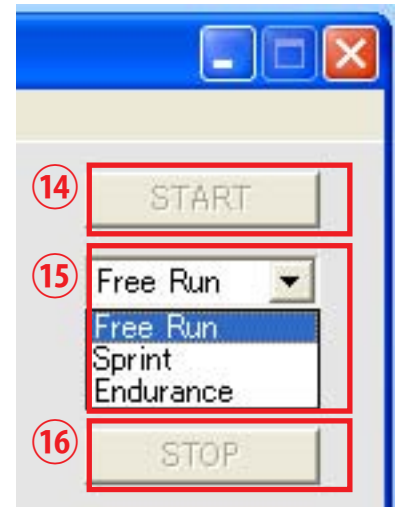 ⑭ START
⑮ Free Run
Free Run
Sprint
Endurance
⑯ STOP